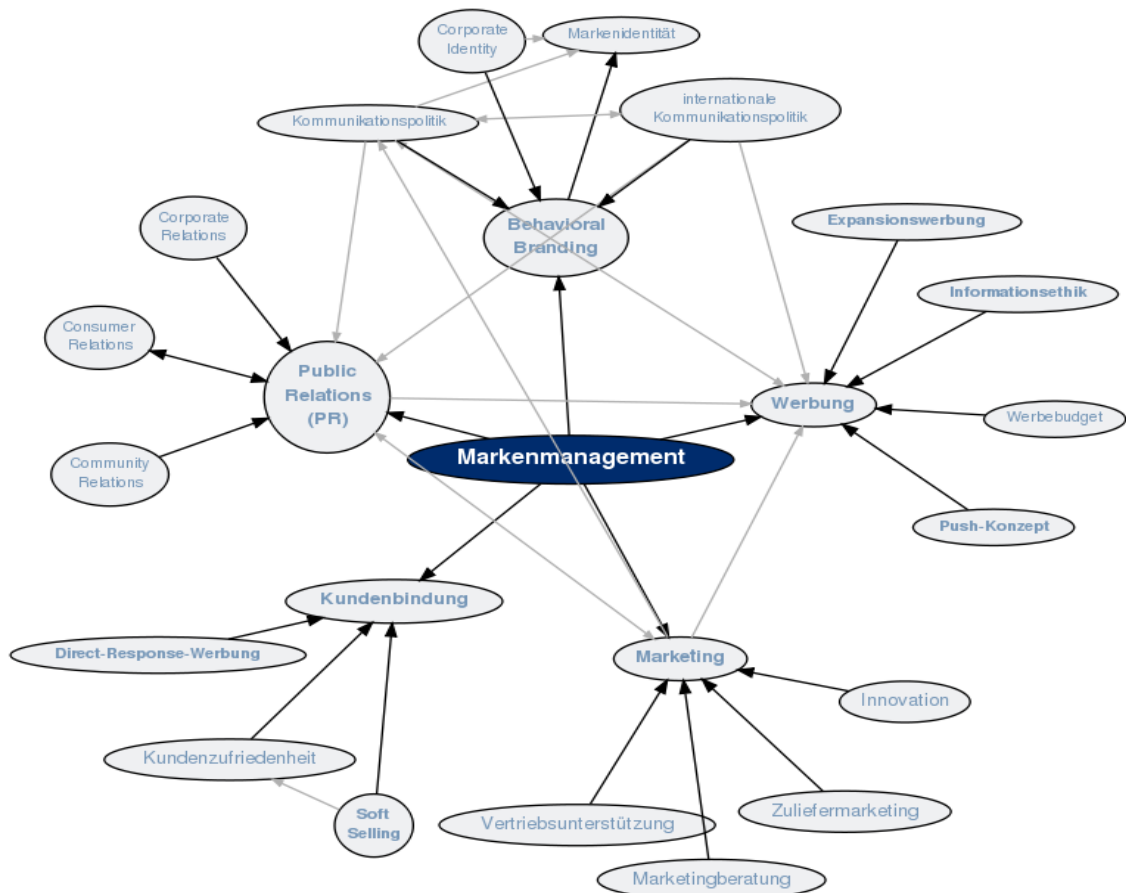 Corporate
Identity
Markenidentität
Kommunikationspolitik
internationale
Kommunikationspolitik
Corporate
Relations
Behavioral
Branding
Expansionswerbung
Informationsethik
Consumer
Relations
Public
Relations
(PR)
Werbung
Werbebudget
Markenmanagement
Community
Relations
Push-Konzept
Kundenbindung
Direct-Response-Werbung
Marketing
Innovation
Kundenzufriedenheit
Soft
Selling
Vertriebsunterstützung
Zuliefermarketing
Marketingberatung